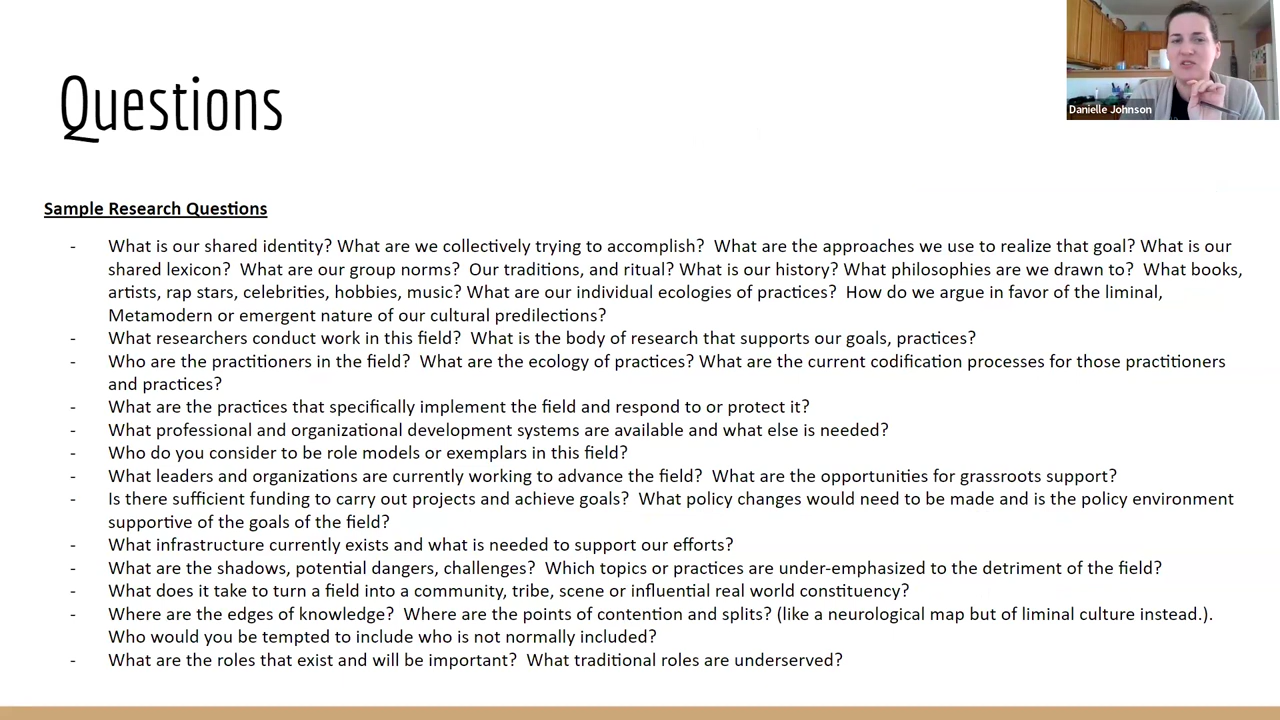 Questions
Danielle Johnson
Sample Research Questions
- What is our shared identity? What are we collectively trying to accomplish?  What are the approaches we use to realize that goal? What is our
shared lexicon?  What are our group norms?  Our traditions, and ritual? What is our history? What philosophies are we drawn to?  What books,
artists, rap stars, celebrities, hobbies, music? What are our individual ecologies of practices?  How do we argue in favor of the liminal,
Metamodern or emergent nature of our cultural predilections?
- What researchers conduct work in this field?  What is the body of research that supports our goals, practices?
- Who are the practitioners in the field?  What are the ecology of practices? What are the current codification processes for those practitioners
and practices?
- What are the practices that specifically implement the field and respond to or protect it?
- What professional and organizational development systems are available and what else is needed?
- Who do you consider to be role models or exemplars in this field?
- What leaders and organizations are currently working to advance the field?  What are the opportunities for grassroots support?
- Is there sufficient funding to carry out projects and achieve goals?  What policy changes would need to be made and is the policy environment
supportive of the goals of the field?
- What infrastructure currently exists and what is needed to support our efforts?
- What are the shadows, potential dangers, challenges?  Which topics or practices are under-emphasized to the detriment of the field?
- What does it take to turn a field into a community, tribe, scene or influential real world constituency?
- Where are the edges of knowledge?  Where are the points of contention and splits? (like a neurological map but of liminal culture instead.).
Who would you be tempted to include who is not normally included?
- What are the roles that exist and will be important?  What traditional roles are underserved?